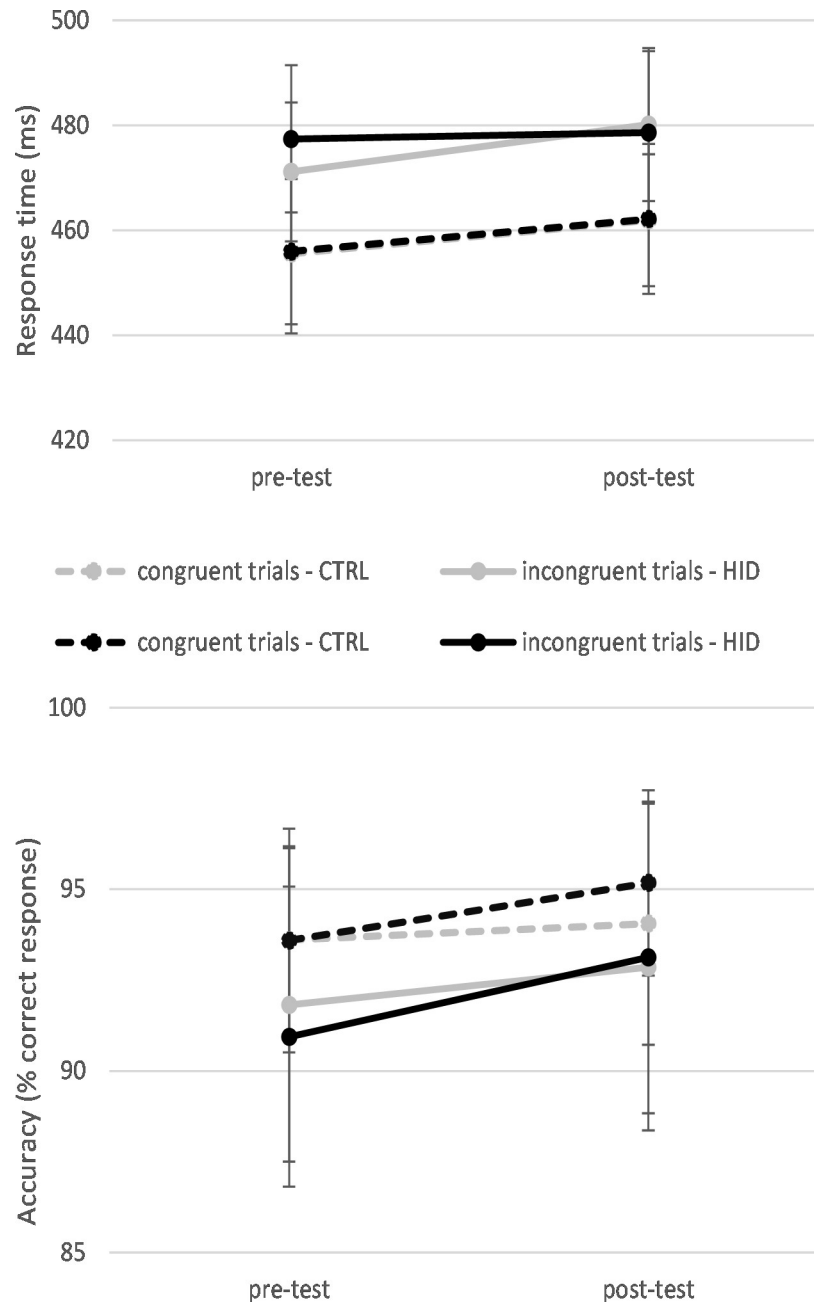 500
480
460
440
420
Response time (ms)
pre-test post-test
congruent trials - CTRL incongruent trials - HID
congruent trials - CTRL incongruent trials - HID
100
95
90
85
Accuracy (% correct response)
pre-test post-test